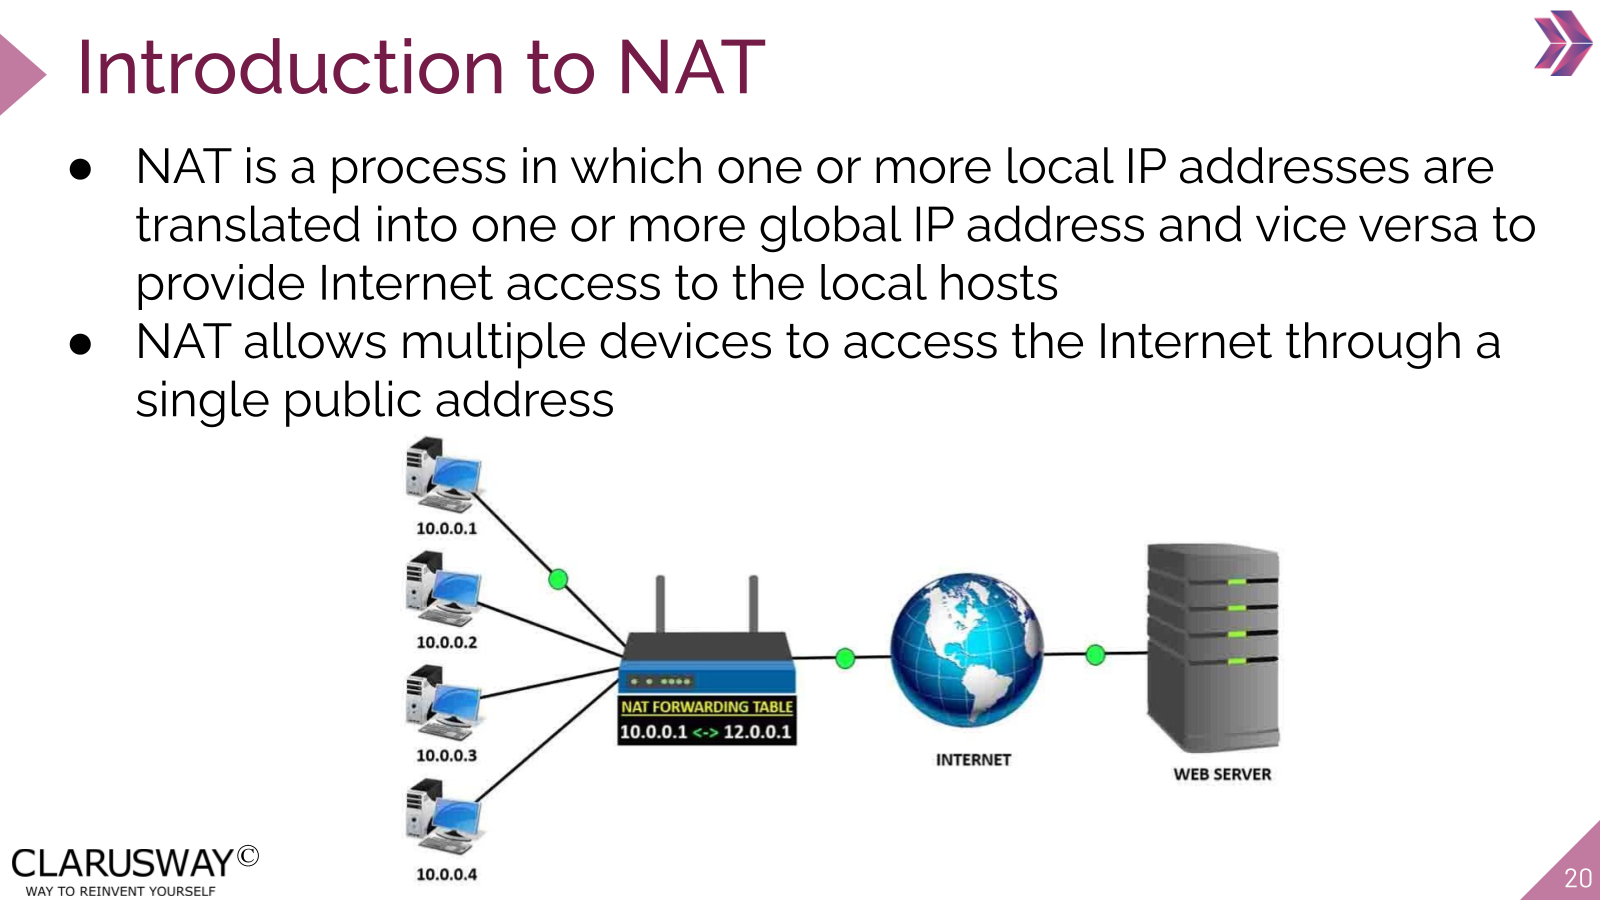 Introduction to NAT
● NAT is a process in which one or more local IP addresses are
translated into one or more global IP address and vice versa to
provide Internet access to the local hosts
● NAT allows multiple devices to access the Internet through a
single public address
10.0.0.1
10.0.0.2
10.0.0.3
10.0.0.4
NAT FORWARDING TABLE
10.0.0.1 <-> 12.0.0.1
INTERNET
WEB SERVER
CLARUSWAY©
WAY TO REINVENT YOURSELF
20